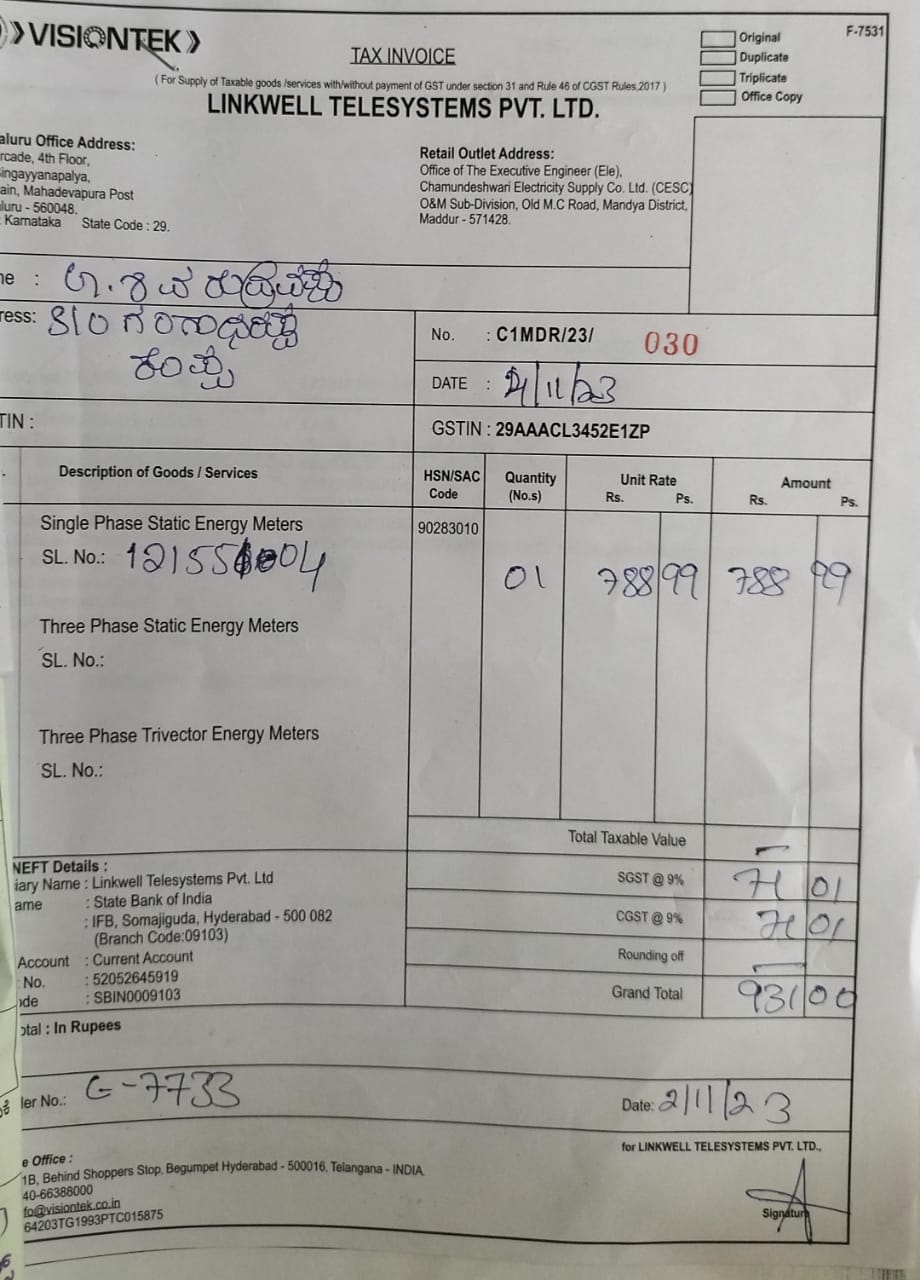 VISIONTEK
F-7531
TAX INVOICE
Original
Duplicate
Triplicate
Office Copy
( For Supply of Taxable goods /services with/without payment of GST under section 31 and Rule 46 of CGST Rules,2017 )
LINKWELL TELESYSTEMS PVT. LTD.
aluru Office Address:
rcade, 4th Floor,
ingayyanapalya,
ain, Mahadevapura Post
luru - 560048.
Karnataka State Code : 29.
Retail Outlet Address:
Office of The Executive Engineer (Ele),
Chamundeshwari Electricity Supply Co. Ltd. (CESC)
O&M Sub-Division, Old M.C Road, Mandya District,
Maddur - 571428.
ne :
ress: S/O ಗಂಗಾಧರಪ್ಪ
No. : C1MDR/23/ 030
DATE : 2/11/23
TIN :
GSTIN : 29AAACL3452E1ZP
Description of Goods / Services HSN/SAC Code Quantity (No.s) Unit Rate Rs. Ps. Amount Rs. Ps.
Single Phase Static Energy Meters 90283010
SL. No.: 01 788 99 788 99
Three Phase Static Energy Meters
SL. No.:
Three Phase Trivector Energy Meters
SL. No.:
Total Taxable Value —
SGST @ 9% 71 01
CGST @ 9% 71 01
Rounding off —
Grand Total 931 00
NEFT Details :
iary Name : Linkwell Telesystems Pvt. Ltd
ame : State Bank of India
: IFB, Somajiguda, Hyderabad - 500 082
(Branch Code:09103)
Account : Current Account
No. : 52052645919
de : SBIN0009103
otal : In Rupees
ler No.: G-7733
Date: 2/11/23
for LINKWELL TELESYSTEMS PVT. LTD.,
e Office :
1B, Behind Shoppers Stop, Begumpet Hyderabad - 500016, Telangana - INDIA
40-66388000
fo@visiontek.co.in
64203TG1993PTC015875
Signature